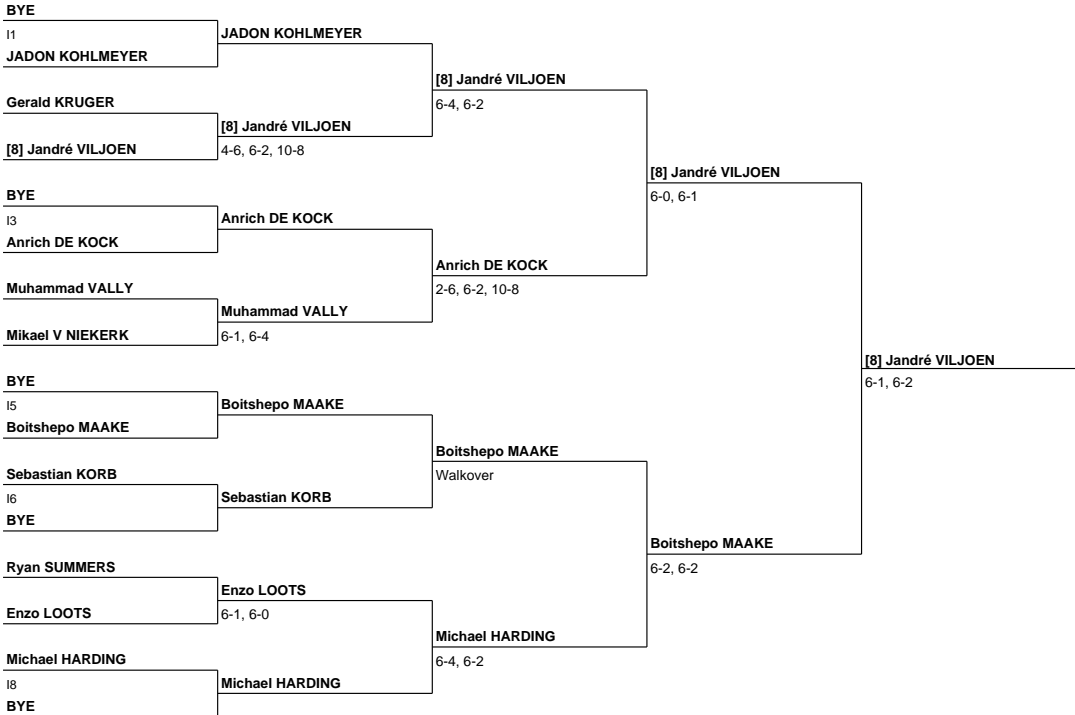 BYE
I1
JADON KOHLMEYER
JADON KOHLMEYER
[8] Jandré VILJOEN
6-4, 6-2
Gerald KRUGER
[8] Jandré VILJOEN
[8] Jandré VILJOEN
4-6, 6-2, 10-8
[8] Jandré VILJOEN
6-0, 6-1
BYE
I3
Anrich DE KOCK
Anrich DE KOCK
Anrich DE KOCK
2-6, 6-2, 10-8
Muhammad VALLY
Muhammad VALLY
6-1, 6-4
Mikael V NIEKERK
[8] Jandré VILJOEN
6-1, 6-2
BYE
I5
Boitshepo MAAKE
Boitshepo MAAKE
Boitshepo MAAKE
Walkover
Sebastian KORB
I6
BYE
Sebastian KORB
Boitshepo MAAKE
6-2, 6-2
Ryan SUMMERS
Enzo LOOTS
Enzo LOOTS
6-1, 6-0
Michael HARDING
6-4, 6-2
Michael HARDING
I8
BYE
Michael HARDING